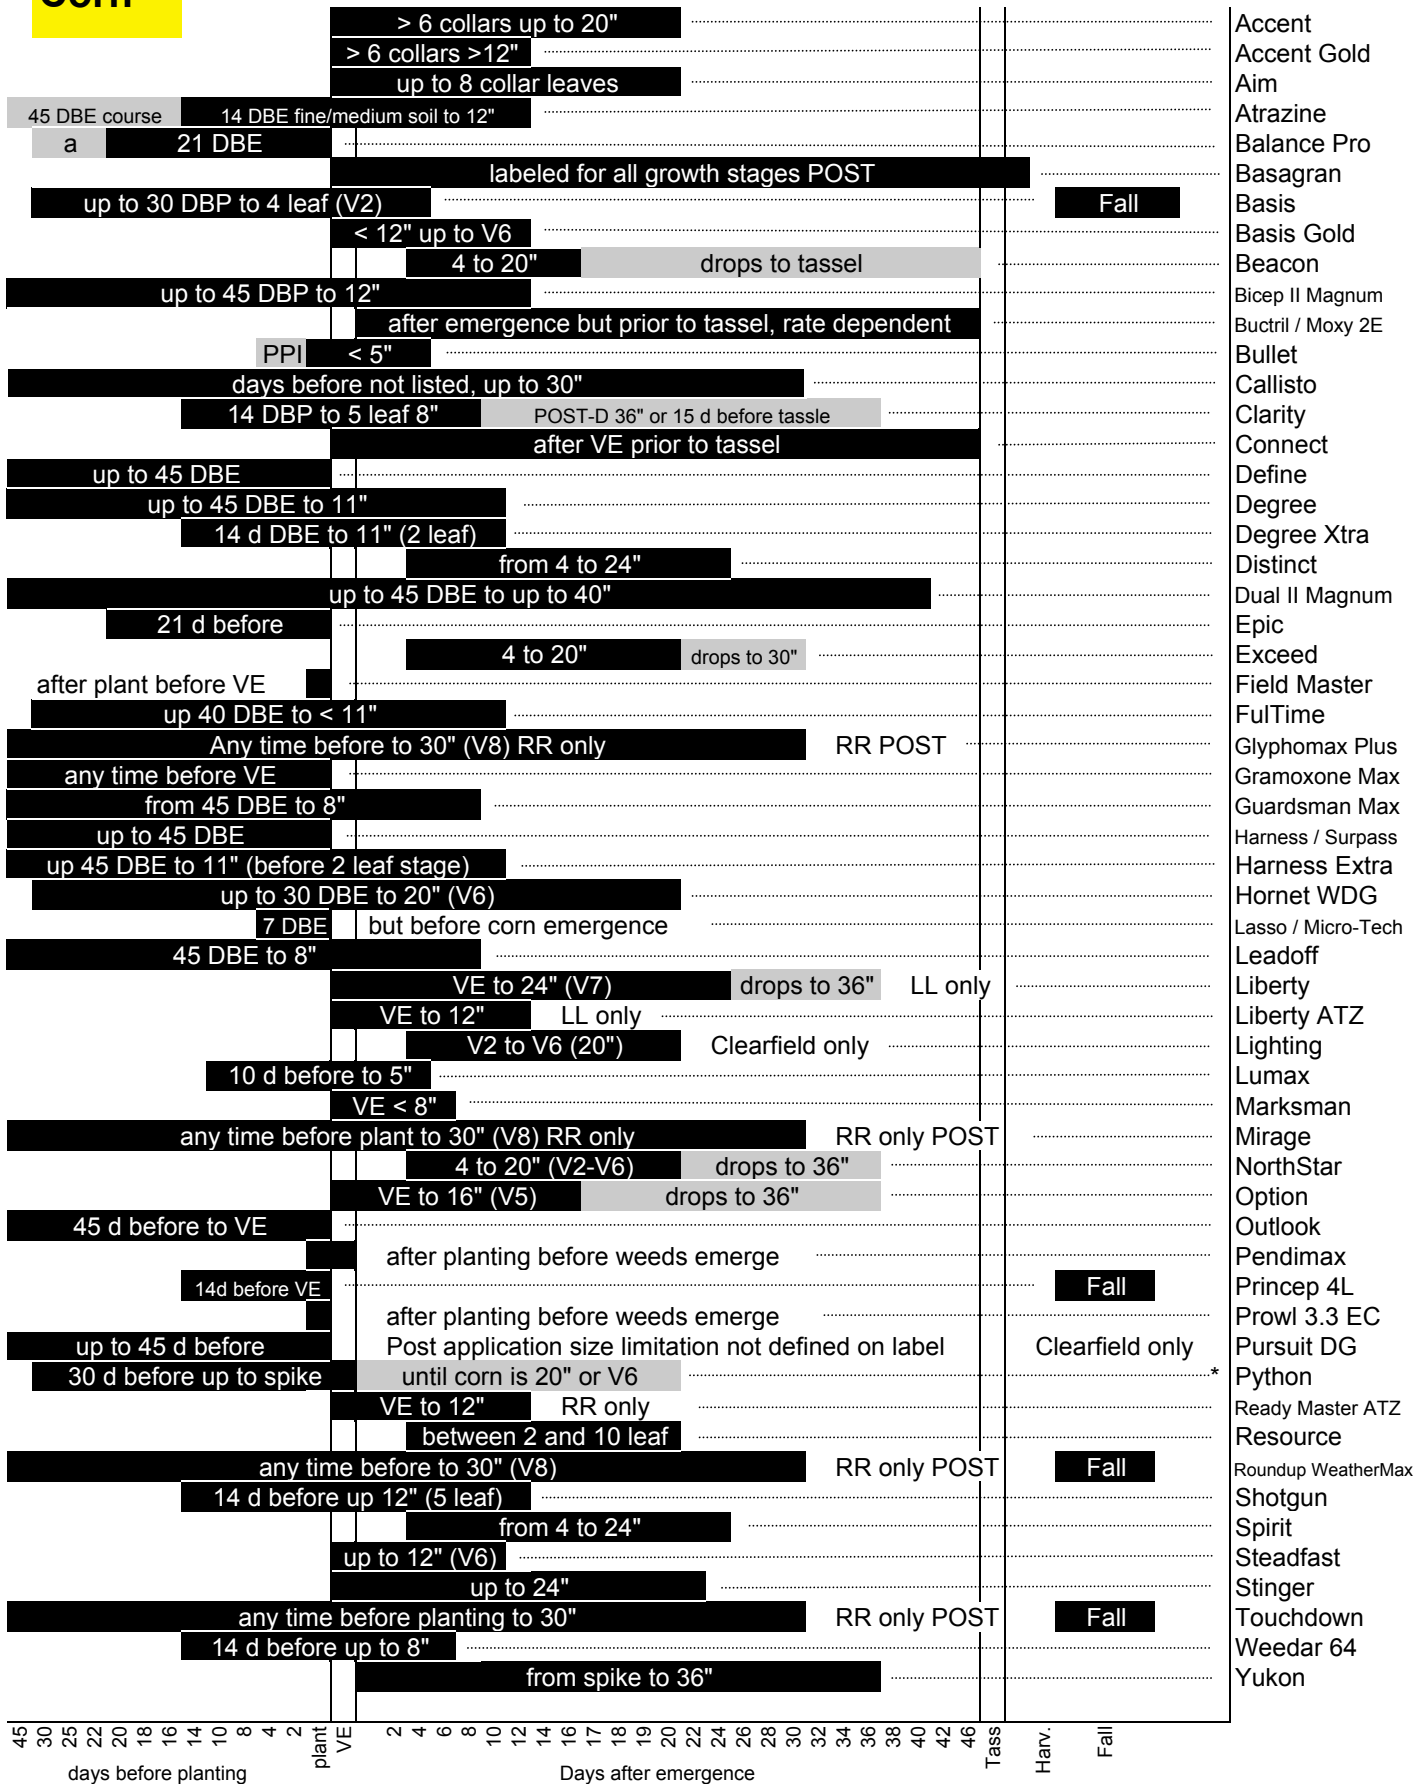 Corn
> 6 collars up to 20" Accent
> 6 collars >12" Accent Gold
up to 8 collar leaves Aim
45 DBE course 14 DBE fine/medium soil to 12" Atrazine
a 21 DBE Balance Pro
labeled for all growth stages POST Basagran
up to 30 DBP to 4 leaf (V2) Fall Basis
< 12" up to V6 Basis Gold
4 to 20" drops to tassel Beacon
up to 45 DBP to 12" Bicep II Magnum
after emergence but prior to tassel, rate dependent Buctril / Moxy 2E
PPI < 5" Bullet
days before not listed, up to 30" Callisto
14 DBP to 5 leaf 8" POST-D 36" or 15 d before tassle Clarity
after VE prior to tassel Connect
up to 45 DBE Define
up to 45 DBE to 11" Degree
14 d DBE to 11" (2 leaf) Degree Xtra
from 4 to 24" Distinct
up to 45 DBE to up to 40" Dual II Magnum
21 d before Epic
4 to 20" drops to 30" Exceed
after plant before VE Field Master
up 40 DBE to < 11" FulTime
Any time before to 30" (V8) RR only RR POST Glyphomax Plus
any time before VE Gramoxone Max
from 45 DBE to 8" Guardsman Max
up to 45 DBE Harness / Surpass
up 45 DBE to 11" (before 2 leaf stage) Harness Extra
up to 30 DBE to 20" (V6) Hornet WDG
7 DBE but before corn emergence Lasso / Micro-Tech
45 DBE to 8" Leadoff
VE to 24" (V7) drops to 36" LL only Liberty
VE to 12" LL only Liberty ATZ
V2 to V6 (20") Clearfield only Lighting
10 d before to 5" Lumax
VE < 8" Marksman
any time before plant to 30" (V8) RR only RR only POST Mirage
4 to 20" (V2-V6) drops to 36" NorthStar
VE to 16" (V5) drops to 36" Option
45 d before to VE Outlook
after planting before weeds emerge Pendimax
14d before VE Fall Princep 4L
after planting before weeds emerge Prowl 3.3 EC
up to 45 d before Post application size limitation not defined on label Clearfield only Pursuit DG
30 d before up to spike until corn is 20" or V6 * Python
VE to 12" RR only Ready Master ATZ
between 2 and 10 leaf Resource
any time before to 30" (V8) RR only POST Fall Roundup WeatherMax
14 d before up 12" (5 leaf) Shotgun
from 4 to 24" Spirit
up to 12" (V6) Steadfast
up to 24" Stinger
any time before planting to 30" RR only POST Fall Touchdown
14 d before up to 8" Weedar 64
from spike to 36" Yukon
45 30 25 22 20 18 16 14 10 8 4 2 plant VE 2 4 6 8 10 12 14 16 17 18 19 20 22 24 26 28 30 32 34 36 38 40 42 46 Tass Harv. Fall
days before planting Days after emergence